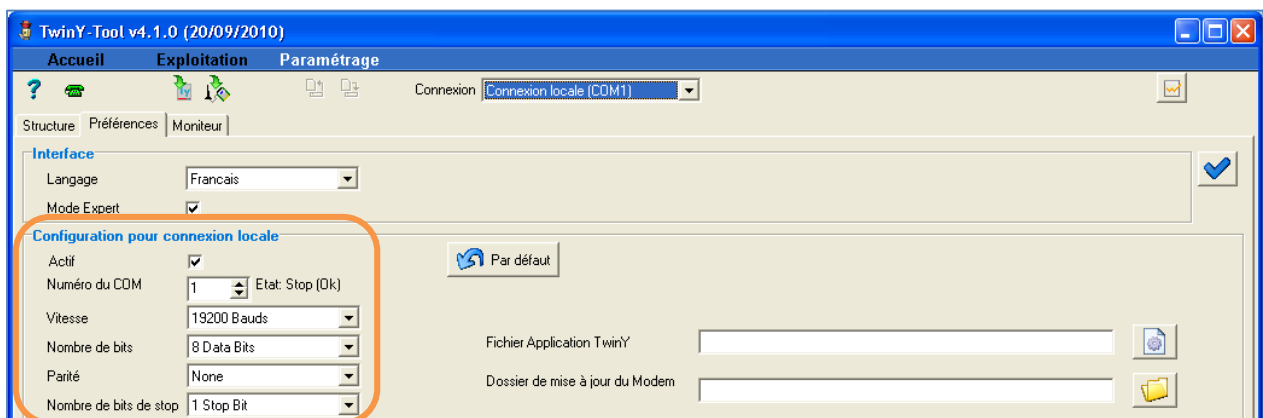 TwinY-Tool v4.1.0 (20/09/2010)
Accueil Exploitation Paramétrage
? Connexion Connexion locale (COM1)
Structure Préférences Moniteur
Interface
Langage Francais
Mode Expert
Configuration pour connexion locale
Actif Par défaut
Numéro du COM 1 Etat: Stop (Ok)
Vitesse 19200 Bauds
Nombre de bits 8 Data Bits Fichier Application TwinY
Parité None Dossier de mise à jour du Modem
Nombre de bits de stop 1 Stop Bit